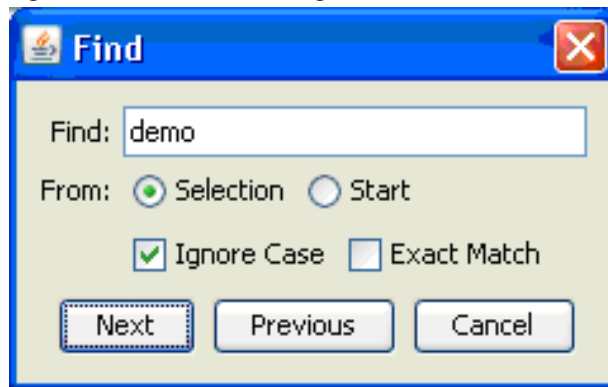 Find
Find: demo
From: Selection Start
Ignore Case Exact Match
Next Previous Cancel